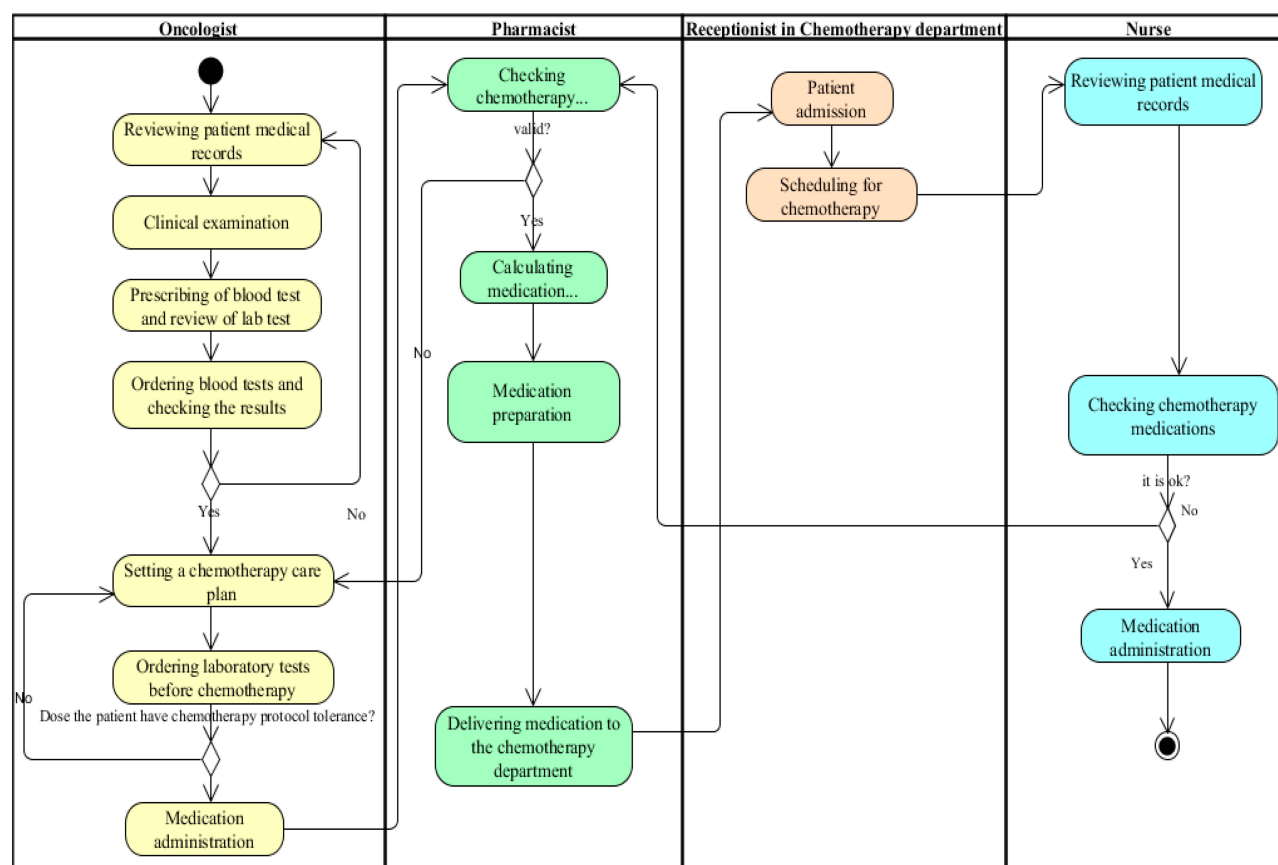 Oncologist
Pharmacist
Receptionist in Chemotherapy department
Nurse
Reviewing patient medical
records
Clinical examination
Prescribing of blood test
and review of lab test
Ordering blood tests and
checking the results
Yes
No
Setting a chemotherapy care
plan
Ordering laboratory tests
before chemotherapy
No
Dose the patient have chemotherapy protocol tolerance?
Medication
administration
Checking
chemotherapy...
valid?
Yes
No
Calculating
medication...
Medication
preparation
Delivering medication to
the chemotherapy
department
Patient
admission
Scheduling for
chemotherapy
Reviewing patient medical
records
Checking chemotherapy
medications
it is ok?
No
Yes
Medication
administration